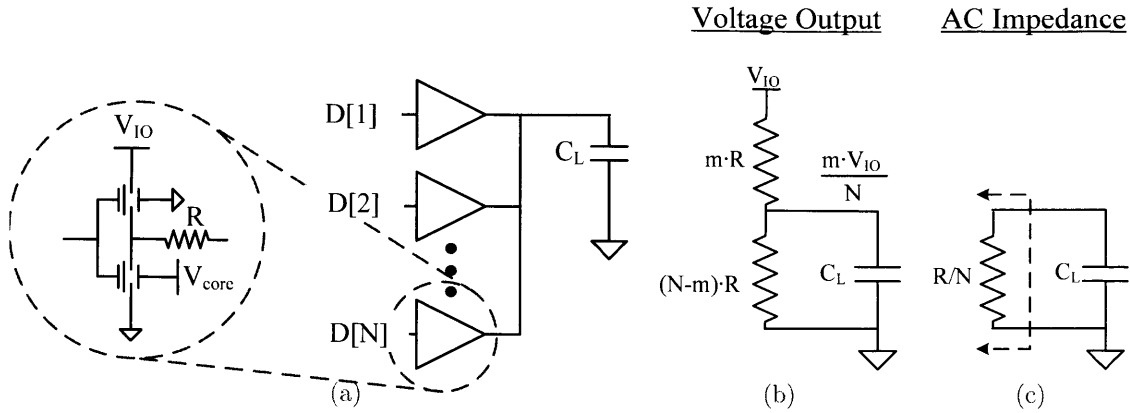 Voltage Output
AC Impedance
V_IO
D[1]
C_L
V_IO
m·R
m·V_IO
N
R
D[2]
V_core
(N-m)·R
C_L
R/N
C_L
D[N]
(a)
(b)
(c)